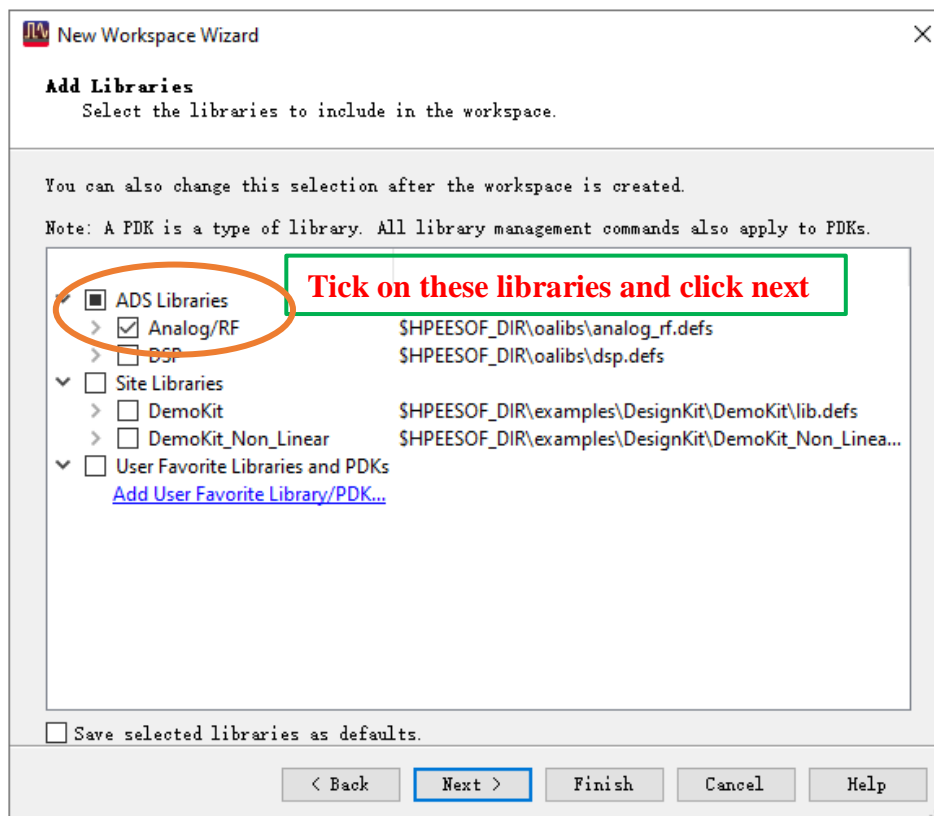 New Workspace Wizard
Add Libraries
Select the libraries to include in the workspace.
You can also change this selection after the workspace is created.
Note: A PDK is a type of library. All library management commands also apply to PDKs.
Tick on these libraries and click next
ADS Libraries
Analog/RF $HPEESOF_DIR\oalibs\analog_rf.defs
DSP $HPEESOF_DIR\oalibs\dsp.defs
Site Libraries
DemoKit $HPEESOF_DIR\examples\DesignKit\DemoKit\lib.defs
DemoKit_Non_Linear $HPEESOF_DIR\examples\DesignKit\DemoKit_Non_Linea...
User Favorite Libraries and PDKs
Add User Favorite Library/PDK...
Save selected libraries as defaults.
< Back Next > Finish Cancel Help